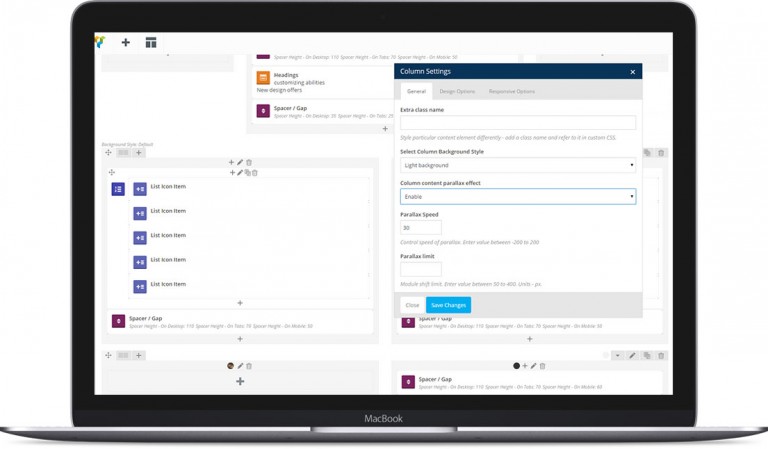 Spacer Height - On Desktop: 110 Spacer Height - On Tabs: 70 Spacer Height - On Mobile: 50
Headings
customizing abilities
New design offers
Spacer / Gap
Spacer Height - On Desktop: 20 Spacer Height - On Tabs:
Column Settings
General
Design Options
Responsive Options
Extra class name
Style particular content element differently - add a class name and refer to it in custom CSS.
Select Column Background Style
Light background
Column content parallax effect
Enable
Parallax Speed
30
Control speed of parallax. Enter value between -200 to 200
Parallax limit
Module shift limit. Enter value between 50 to 400. Units - px.
Close
Save Changes
Background Style: Default
List Icon Item
List Icon Item
List Icon Item
List Icon Item
List Icon Item
Spacer / Gap
Spacer Height - On Desktop: 110 Spacer Height - On Tabs: 70 Spacer Height - On Mobile: 50
Spacer / Gap
Spacer Height - On Desktop: 110 Spacer Height - On Tabs: 70 Spacer Height - On Mobile: 50
Spacer / Gap
Spacer Height - On Desktop: 110 Spacer Height - On Tabs: 70 Spacer Height - On Mobile: 60
MacBook